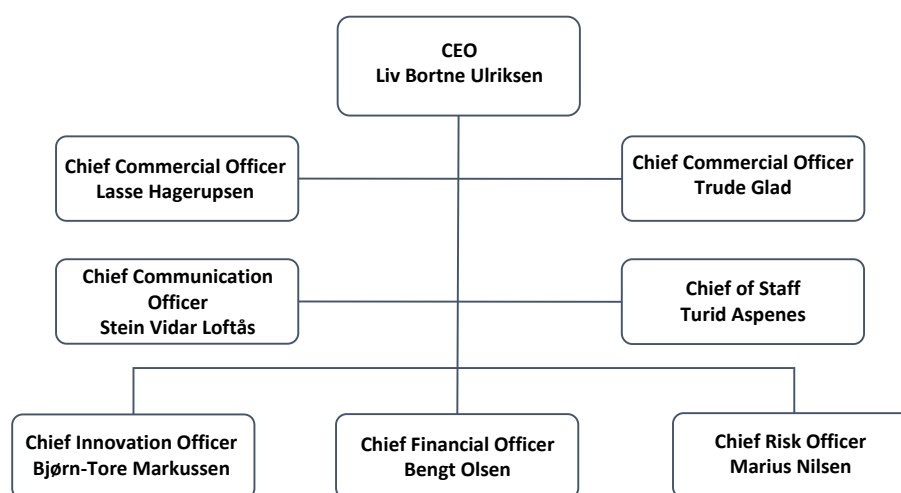 CEO
Liv Bortne Ulriksen
Chief Commercial Officer
Lasse Hagerupsen
Chief Commercial Officer
Trude Glad
Chief Communication
Officer
Stein Vidar Loftås
Chief of Staff
Turid Aspenes
Chief Innovation Officer
Bjørn-Tore Markussen
Chief Financial Officer
Bengt Olsen
Chief Risk Officer
Marius Nilsen